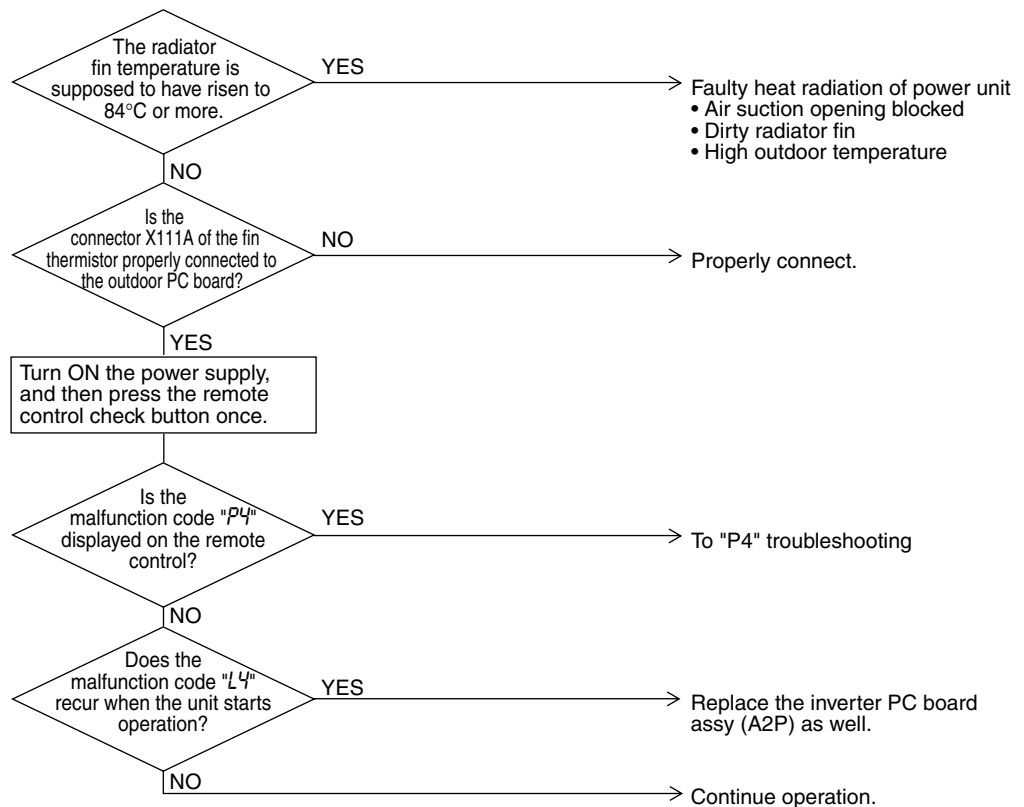 The radiator
fin temperature is
supposed to have risen to
84°C or more.
YES
Faulty heat radiation of power unit
• Air suction opening blocked
• Dirty radiator fin
• High outdoor temperature
NO
Is the
connector X111A of the fin
thermistor properly connected to
the outdoor PC board?
NO
Properly connect.
YES
Turn ON the power supply,
and then press the remote
control check button once.
Is the
malfunction code "P4"
displayed on the remote
control?
YES
To "P4" troubleshooting
NO
Does the
malfunction code "L4"
recur when the unit starts
operation?
YES
Replace the inverter PC board
assy (A2P) as well.
NO
Continue operation.